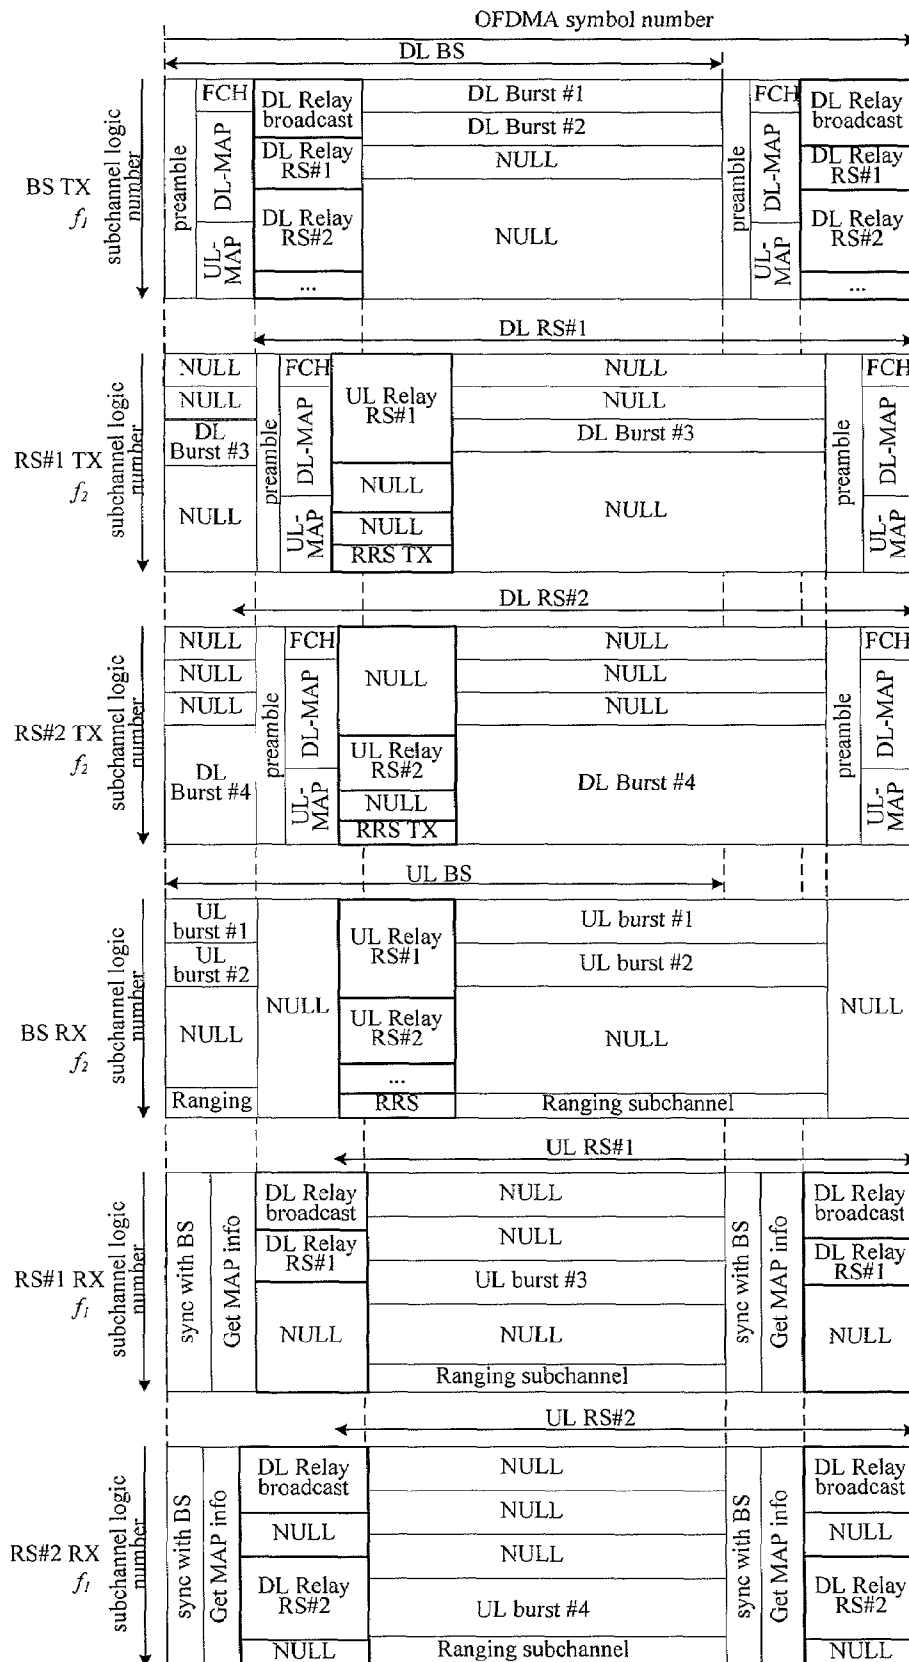 OFDMA symbol number
DL BS
BS TX
f1
subchannel logic
number
preamble
FCH
DL-MAP
UL-
MAP
DL Relay
broadcast
DL Relay
RS#1
DL Relay
RS#2
...
DL Burst #1
DL Burst #2
NULL
NULL
preamble
FCH
DL-MAP
UL-
MAP
DL Relay
broadcast
DL Relay
RS#1
DL Relay
RS#2
...
DL RS#1
RS#1 TX
f2
subchannel logic
number
NULL
NULL
DL
Burst #3
NULL
preamble
FCH
DL-MAP
UL-
MAP
UL Relay
RS#1
NULL
NULL
RRS TX
NULL
NULL
DL Burst #3
NULL
preamble
FCH
DL-MAP
UL-
MAP
DL RS#2
RS#2 TX
f2
subchannel logic
number
NULL
NULL
NULL
DL
Burst #4
preamble
FCH
DL-MAP
UL-
MAP
NULL
UL Relay
RS#2
NULL
RRS TX
NULL
NULL
NULL
DL Burst #4
preamble
FCH
DL-MAP
UL-
MAP
UL BS
BS RX
f2
subchannel logic
number
UL
burst #1
UL
burst #2
NULL
Ranging
NULL
UL Relay
RS#1
UL Relay
RS#2
...
RRS
UL burst #1
UL burst #2
NULL
Ranging subchannel
NULL
UL RS#1
RS#1 RX
f1
subchannel logic
number
sync with BS
Get MAP info
DL Relay
broadcast
DL Relay
RS#1
NULL
NULL
NULL
UL burst #3
NULL
Ranging subchannel
sync with BS
Get MAP info
DL Relay
broadcast
DL Relay
RS#1
NULL
UL RS#2
RS#2 RX
f1
subchannel logic
number
sync with BS
Get MAP info
DL Relay
broadcast
NULL
DL Relay
RS#2
NULL
NULL
NULL
NULL
UL burst #4
Ranging subchannel
sync with BS
Get MAP info
DL Relay
broadcast
NULL
DL Relay
RS#2
NULL